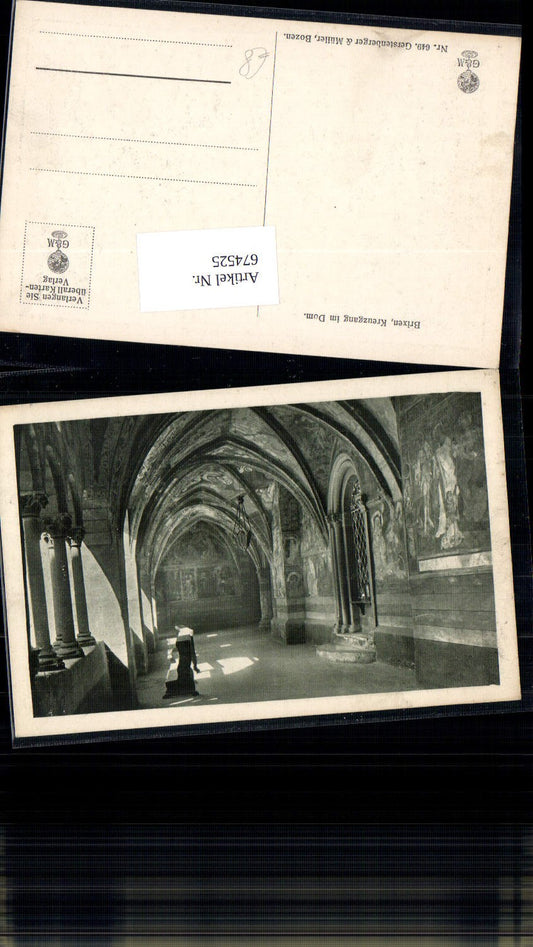 Brixen, Kreuzgang im Dom.
Artikel Nr.
674525
Verlangen Sie
überall Karten-
Verlag
G&M
G&M
Nr. 649. Gerstenberger & Müller, Bozen.